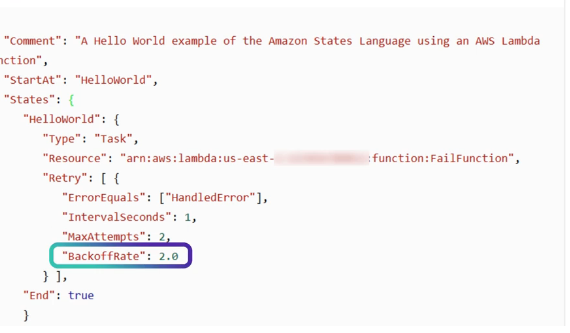 "Comment": "A Hello World example of the Amazon States Language using an AWS Lambda
nction",
"StartAt": "HelloWorld",
"States": {
"HelloWorld": {
"Type": "Task",
"Resource": "arn:aws:lambda:us-east- :function:FailFunction",
"Retry": [ {
"ErrorEquals": ["HandledError"],
"IntervalSeconds": 1,
"MaxAttempts": 2,
"BackoffRate": 2.0
} ],
"End": true
}